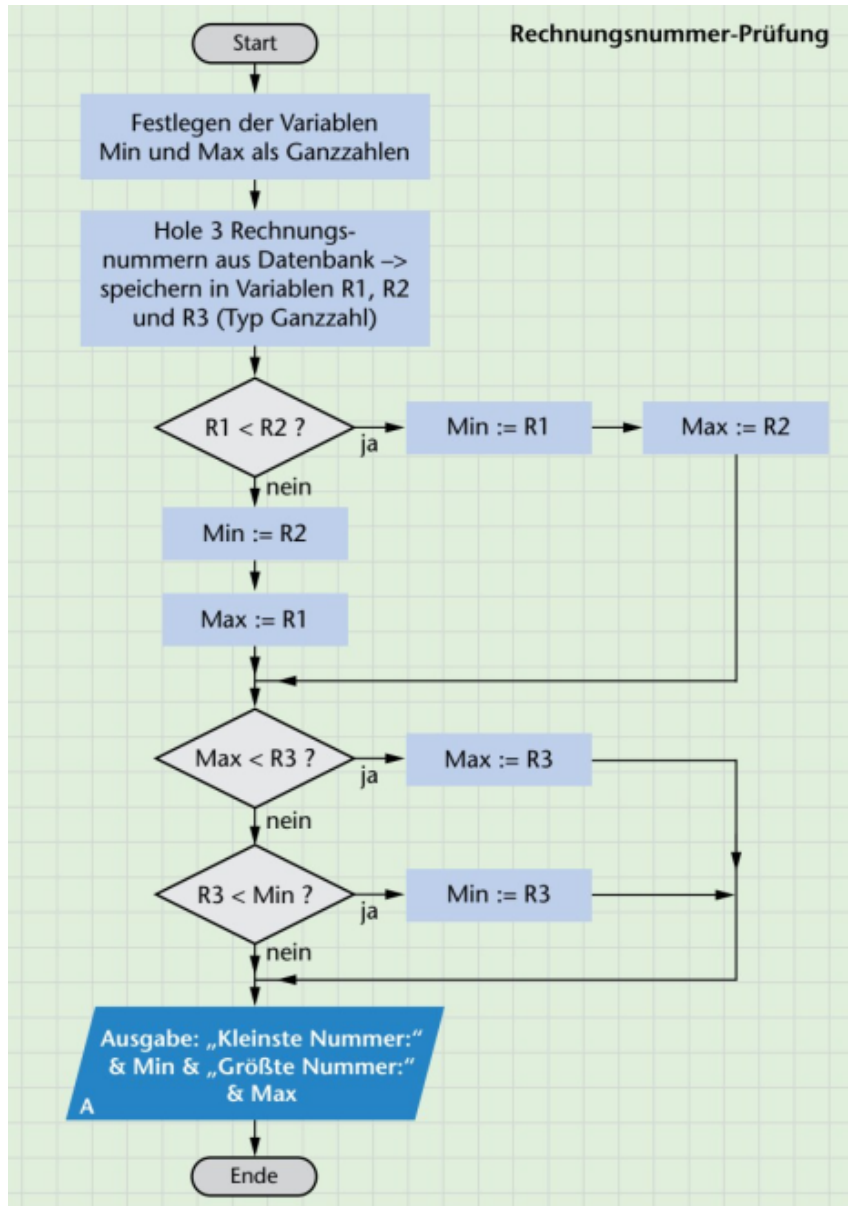 Rechnungsnummer-Prüfung
Start
Festlegen der Variablen
Min und Max als Ganzzahlen
Hole 3 Rechnungs-
nummern aus Datenbank –>
speichern in Variablen R1, R2
und R3 (Typ Ganzzahl)
R1 < R2 ?
ja
Min := R1
Max := R2
nein
Min := R2
Max := R1
Max < R3 ?
ja
Max := R3
nein
R3 < Min ?
ja
Min := R3
nein
Ausgabe: „Kleinste Nummer:“
& Min & „Größte Nummer:“
& Max
A
Ende